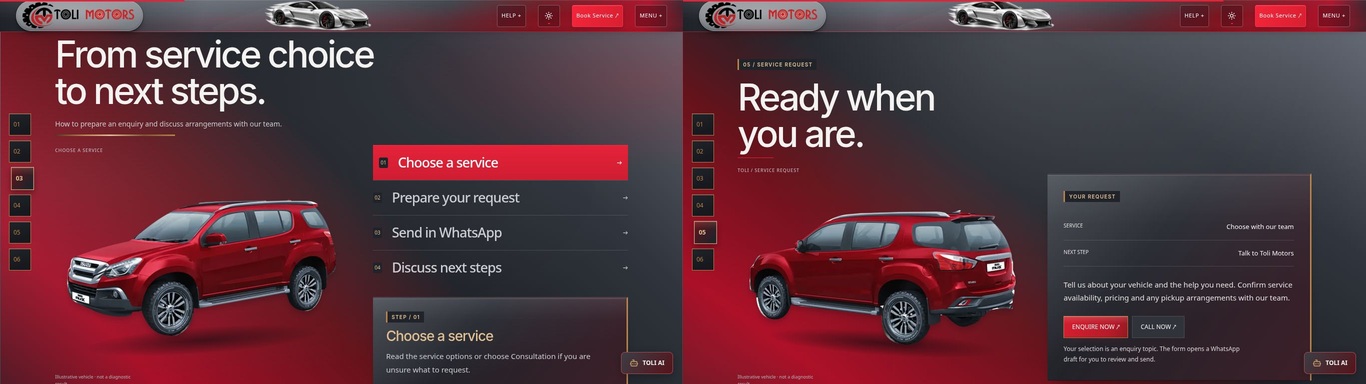 TOLI MOTORS
HELP +
Book Service ↗
MENU +
From service choice
to next steps.
How to prepare an enquiry and discuss arrangements with our team.
CHOOSE A SERVICE
01
02
03
04
05
06
01 Choose a service →
02 Prepare your request →
03 Send in WhatsApp →
04 Discuss next steps →
STEP / 01
Choose a service
Read the service options or choose Consultation if you are
unsure what to request.
Illustrative vehicle · not a diagnostic
TOLI AI
TOLI MOTORS
HELP +
Book Service ↗
MENU +
05 / SERVICE REQUEST
Ready when
you are.
TOLI / SERVICE REQUEST
01
02
03
04
05
06
YOUR REQUEST
SERVICE Choose with our team
NEXT STEP Talk to Toli Motors
Tell us about your vehicle and the help you need. Confirm service
availability, pricing and any pickup arrangements with our team.
ENQUIRE NOW ↗
CALL NOW ↗
Your selection is an enquiry topic. The form opens a WhatsApp
draft for you to review and send.
Illustrative vehicle · not a diagnostic
TOLI AI